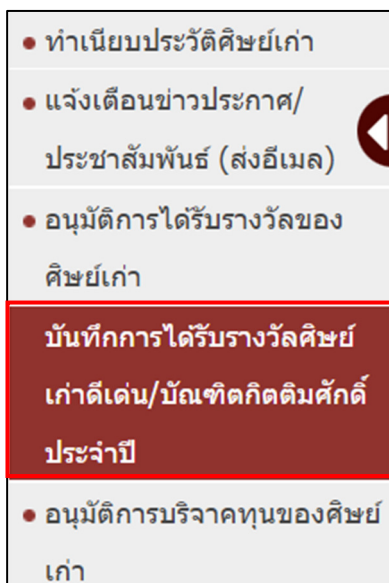 ทำเนียบประวัติศิษย์เก่า
แจ้งเตือนข่าวประกาศ/
ประชาสัมพันธ์ (ส่งอีเมล)
อนุมัติการได้รับรางวัลของ
ศิษย์เก่า
บันทึกการได้รับรางวัลศิษย์
เก่าดีเด่น/บัณฑิตกิตติมศักดิ์
ประจำปี
อนุมัติการบริจาคทุนของศิษย์
เก่า